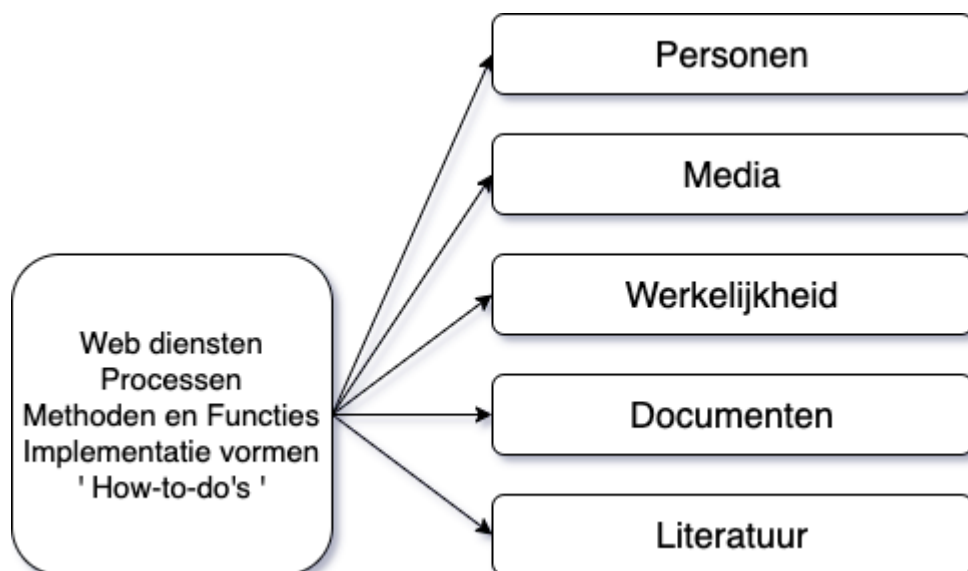 Personen
Media
Werkelijkheid
Documenten
Literatuur
Web diensten
Processen
Methoden en Functies
Implementatie vormen
' How-to-do's '